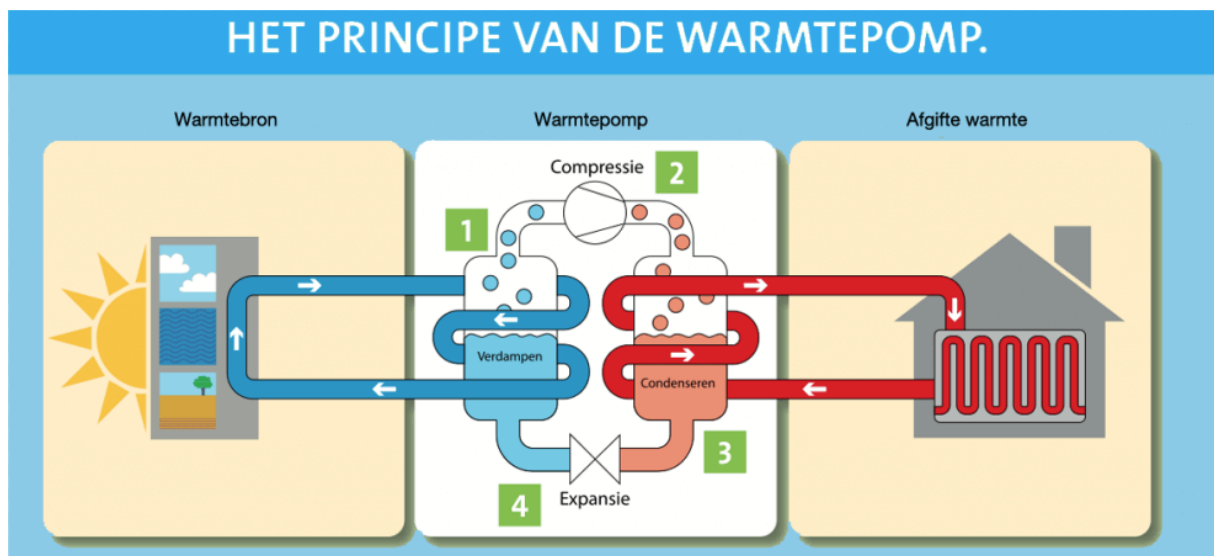 HET PRINCIPE VAN DE WARMTEPOMP.
Warmtebron
Warmtepomp
Afgifte warmte
Compressie
2
1
Verdampen
Condenseren
3
4
Expansie